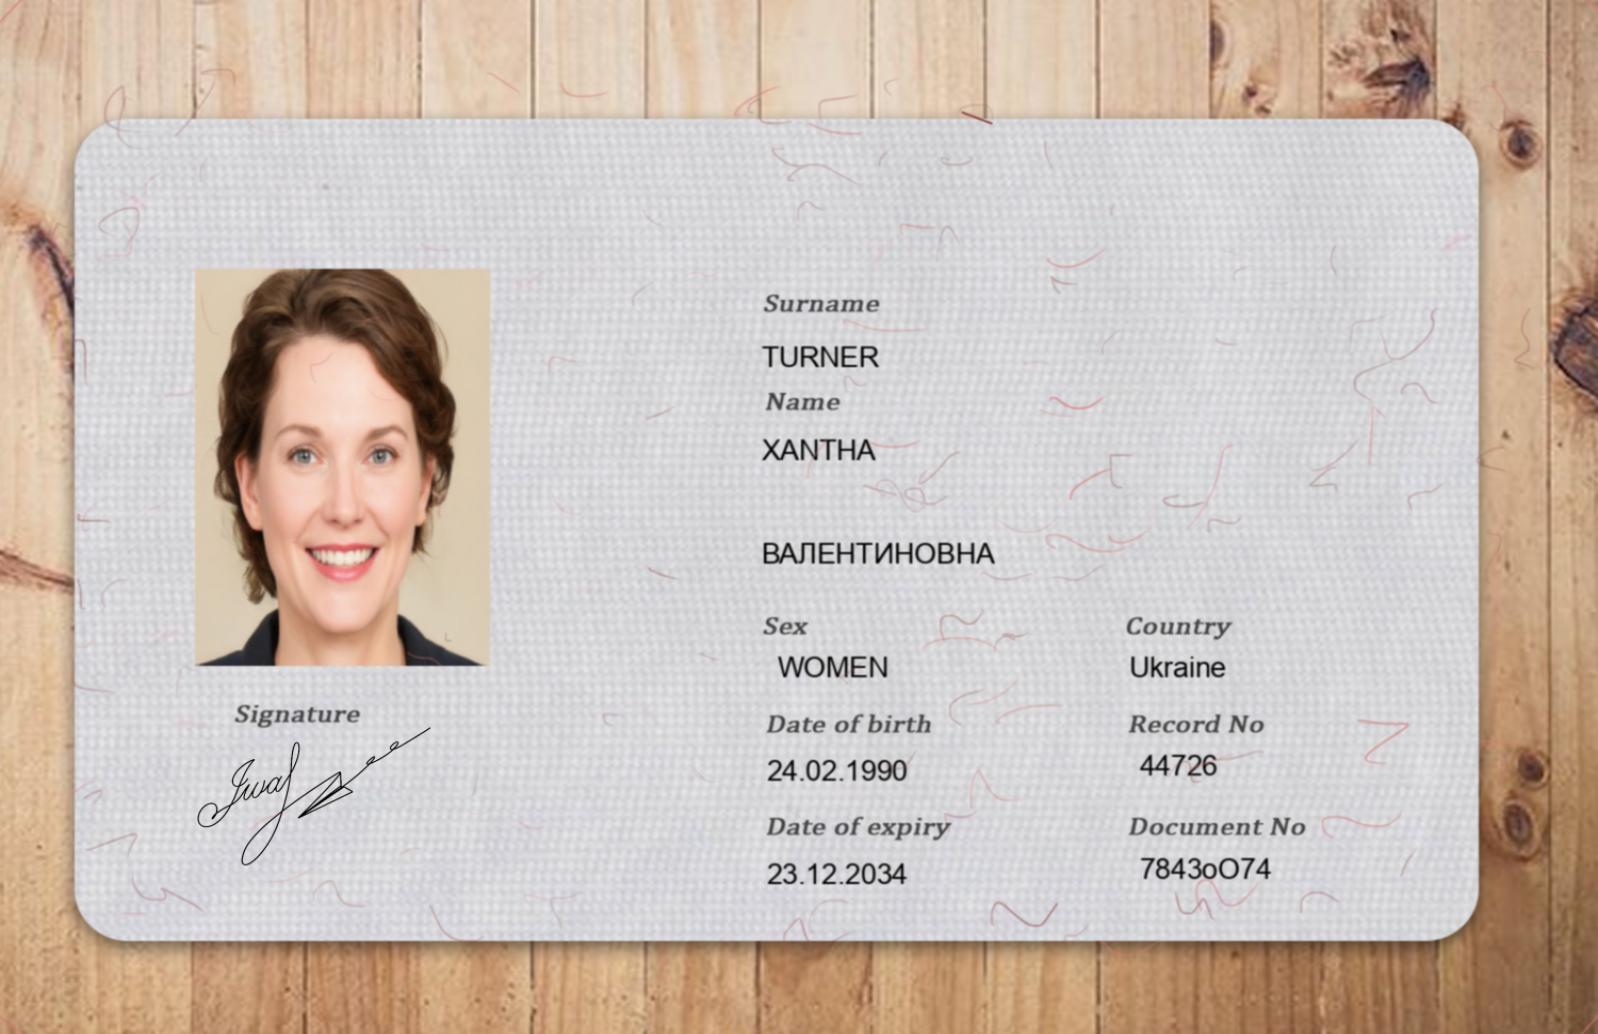 Surname
TURNER
Name
XANTHA
ВАЛЕНТИНОВНА
Sex
WOMEN
Country
Ukraine
Date of birth
24.02.1990
Record No
44726
Date of expiry
23.12.2034
Document No
7843oO74
Signature